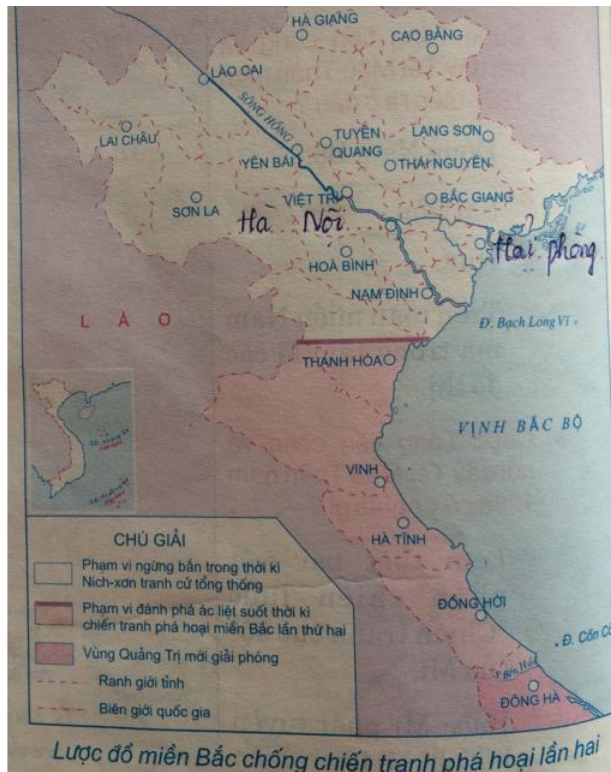 HÀ GIANG
CAO BẰNG
LÀO CAI
SÔNG HỒNG
LAI CHÂU
TUYÊN
QUANG
LẠNG SƠN
YÊN BÁI
THÁI NGUYÊN
VIỆT TRÌ
BẮC GIANG
SƠN LA
Hà Nội
Hải phòng
HOÀ BÌNH
NAM ĐỊNH
Đ. Bạch Long Vĩ
LÀO
THANH HÓA
VỊNH BẮC BỘ
VINH
HÀ TĨNH
CHÚ GIẢI
Phạm vi ngừng bắn trong thời kì
Nich-xơn tranh cử tổng thống
Phạm vi đánh phá ác liệt suốt thời kì
chiến tranh phá hoại miền Bắc lần thứ hai
ĐỒNG HỚI
Đ. Cồn Cỏ
Vùng Quảng Trị mới giải phóng
Ranh giới tỉnh
ĐÔNG HÀ
Biên giới quốc gia
Lược đồ miền Bắc chống chiến tranh phá hoại lần hai